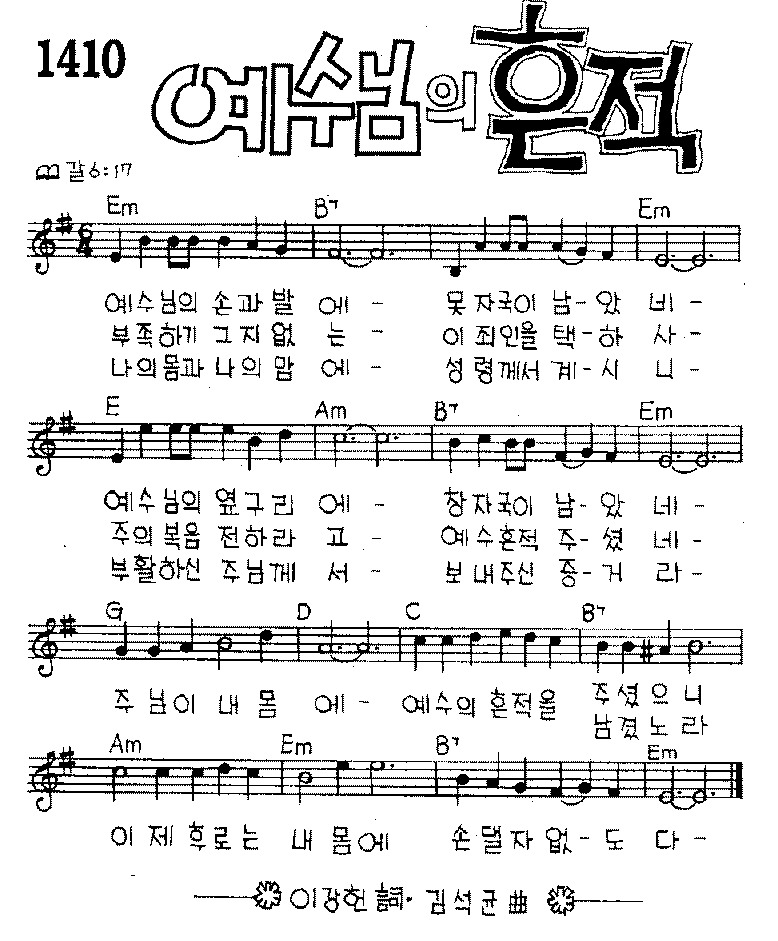 1410
예수님의 흔적
갈 6:17
Em B7 Em
예수님의 손과발 에- 못자국이 남-았 네-
부족하기 그지없 는- 이죄인을 택-하 사-
나의몸과 나의맘 에- 성령께서 계-시 니-
E Am B7 Em
예수님의 옆구리 에- 창자국이 남-았 네-
주의복음 전하라 고- 예수흔적 주-셨 네-
부활하신 주님께 서- 보내주신 증-거 라-
G D C B7
주님이 내 몸 에- 예수의 흔적을 주셨으니
남겼노라
Am Em B7 Em
이제 후로는 내 몸에 손댈자없-도 다-
이강헌 詞· 김석균 曲